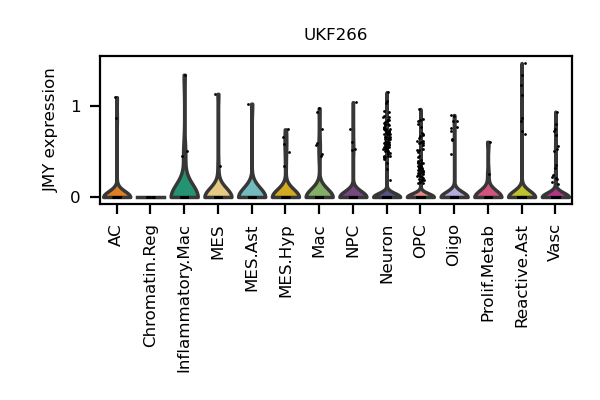 UKF266
JMY expression
1
0
AC
Chromatin.Reg
Inflammatory.Mac
MES
MES.Ast
MES.Hyp
Mac
NPC
Neuron
OPC
Oligo
Prolif.Metab
Reactive.Ast
Vasc